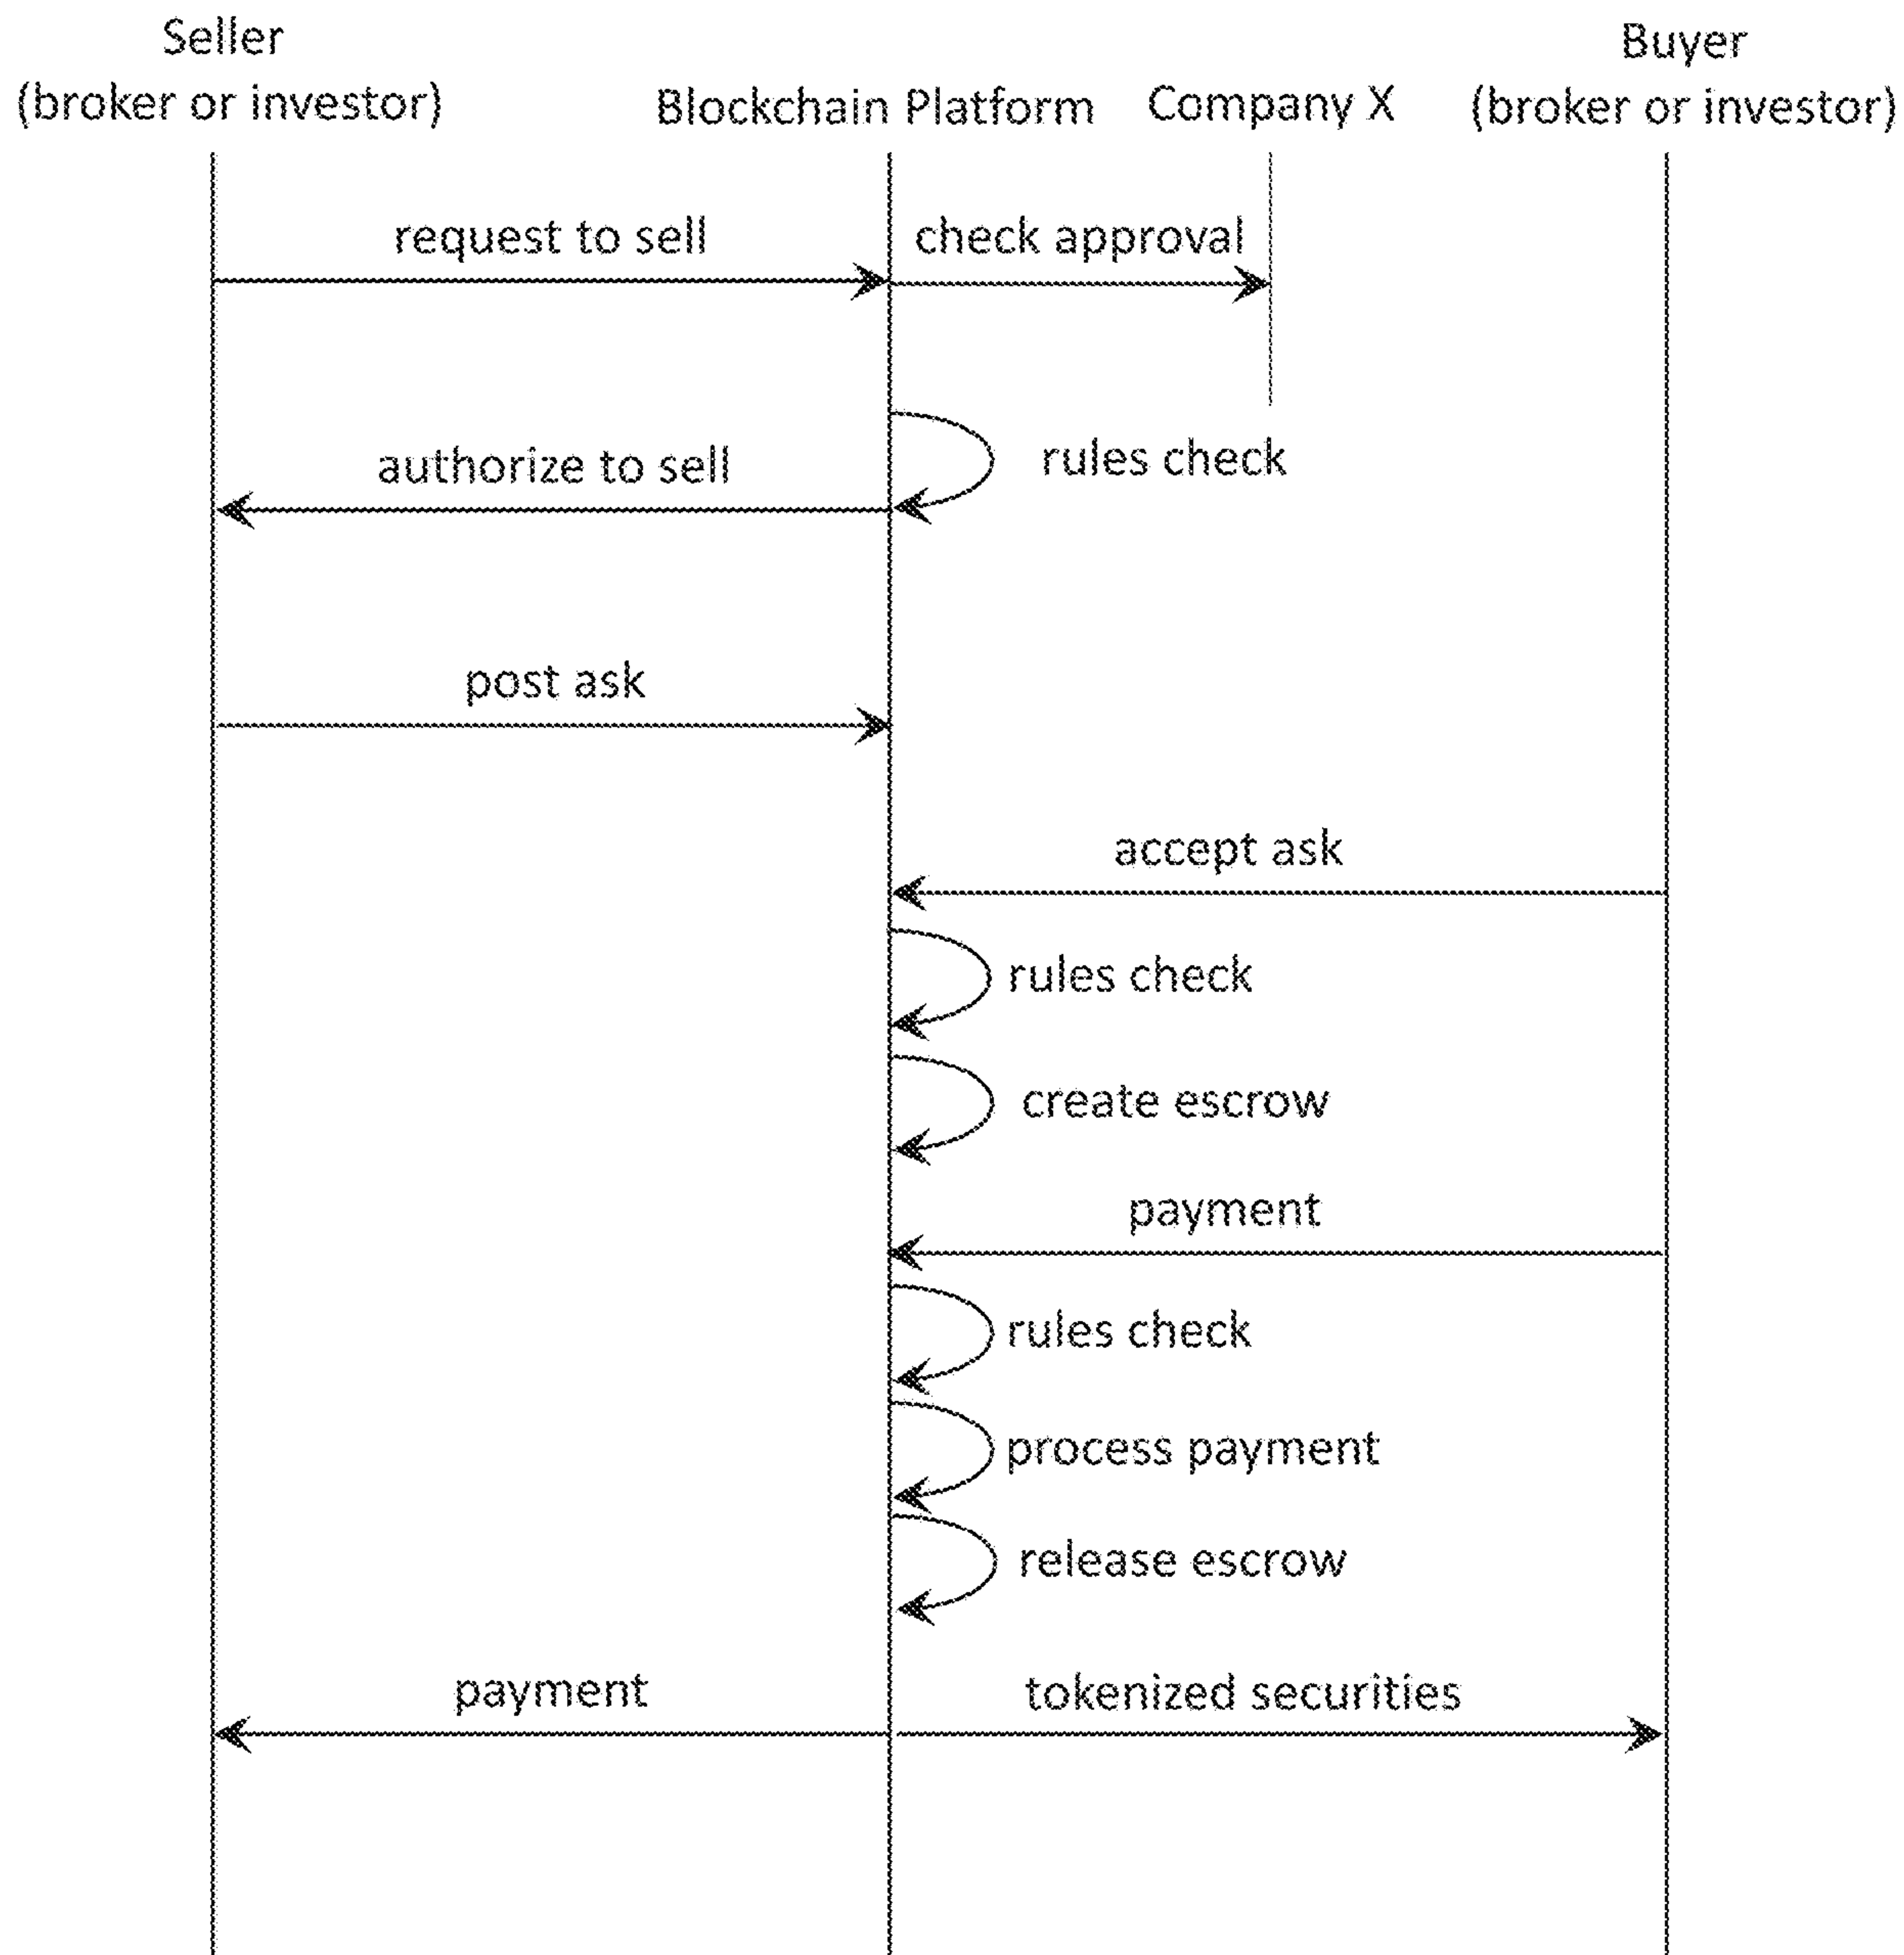 Seller
(broker or investor)
Blockchain Platform
Company X
Buyer
(broker or investor)
request to sell
check approval
authorize to sell
rules check
post ask
accept ask
rules check
create escrow
payment
rules check
process payment
release escrow
payment
tokenized securities